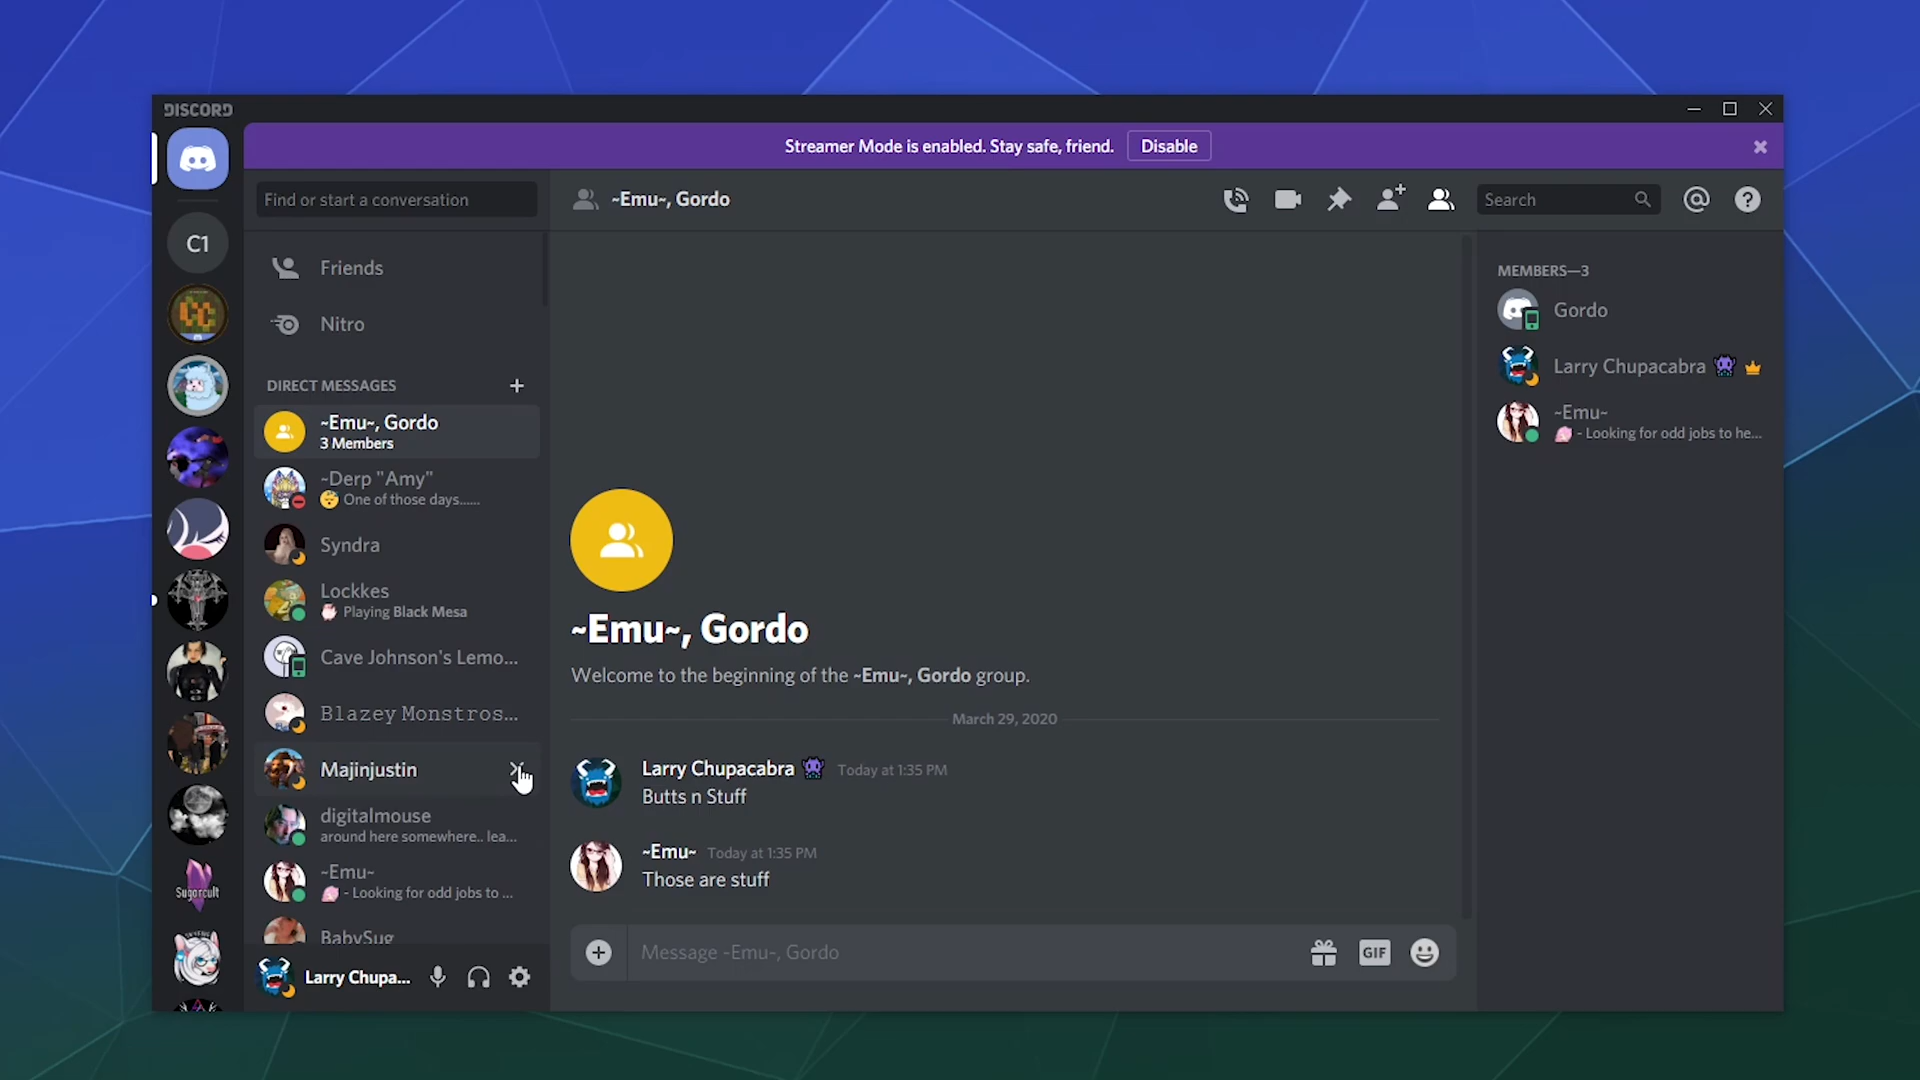 DISCORD
Streamer Mode is enabled. Stay safe, friend. Disable
Find or start a conversation
~Emu~, Gordo
Search
C1
Friends
Nitro
DIRECT MESSAGES
~Emu~, Gordo
3 Members
~Derp "Amy"
One of those days......
Syndra
Lockkes
Playing Black Mesa
Cave Johnson's Lemo...
Blazey Monstros...
Majinjustin
digitalmouse
around here somewhere.. lea...
~Emu~
- Looking for odd jobs to ...
BabySug
Sugarcult
Larry Chupa...
~Emu~, Gordo
Welcome to the beginning of the ~Emu~, Gordo group.
March 29, 2020
Larry Chupacabra Today at 1:35 PM
Butts n Stuff
~Emu~ Today at 1:35 PM
Those are stuff
Message ~Emu~, Gordo
GIF
MEMBERS—3
Gordo
Larry Chupacabra
~Emu~
- Looking for odd jobs to he...